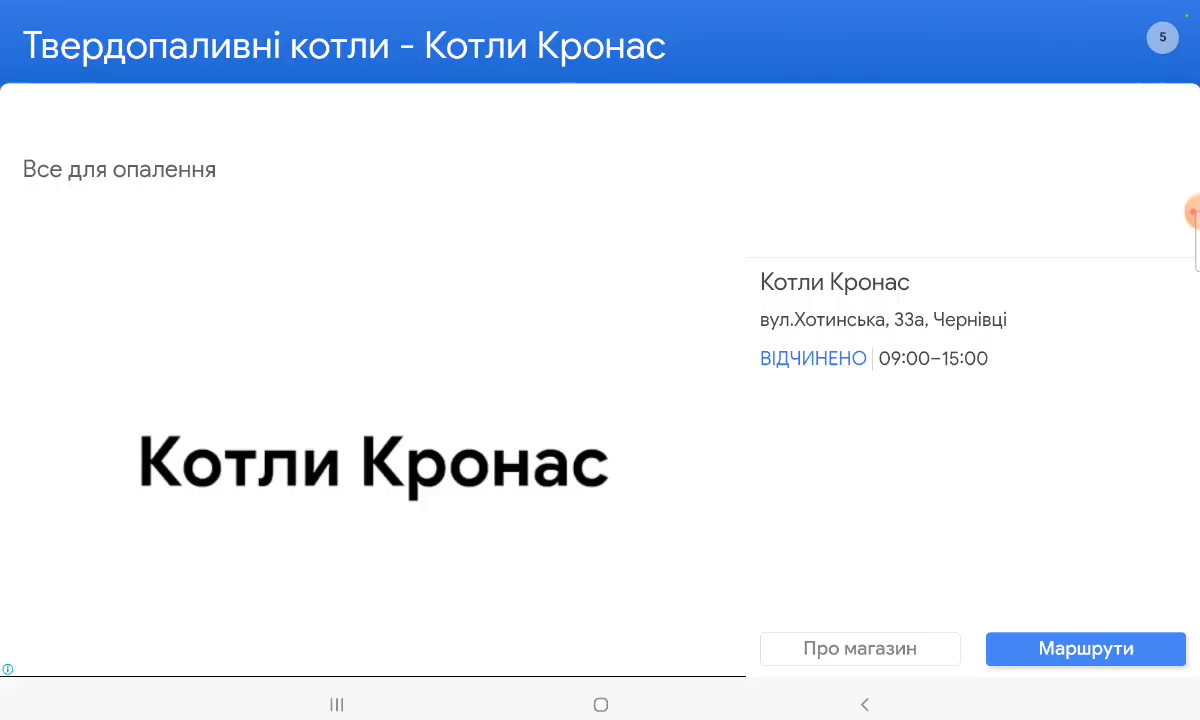 Твердопаливні котли - Котли Кронас
5
Все для опалення
Котли Кронас
вул.Хотинська, 33а, Чернівці
ВІДЧИНЕНО 09:00–15:00
Котли Кронас
Про магазин
Маршрути